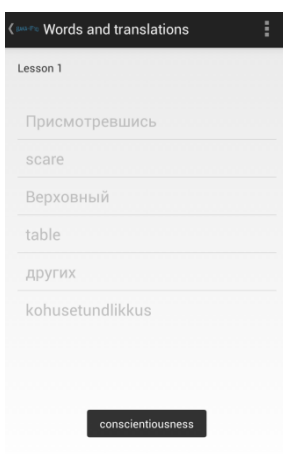 Words and translations
Lesson 1
Присмотревшись
scare
Верховный
table
других
kohusetundlikkus
conscientiousness